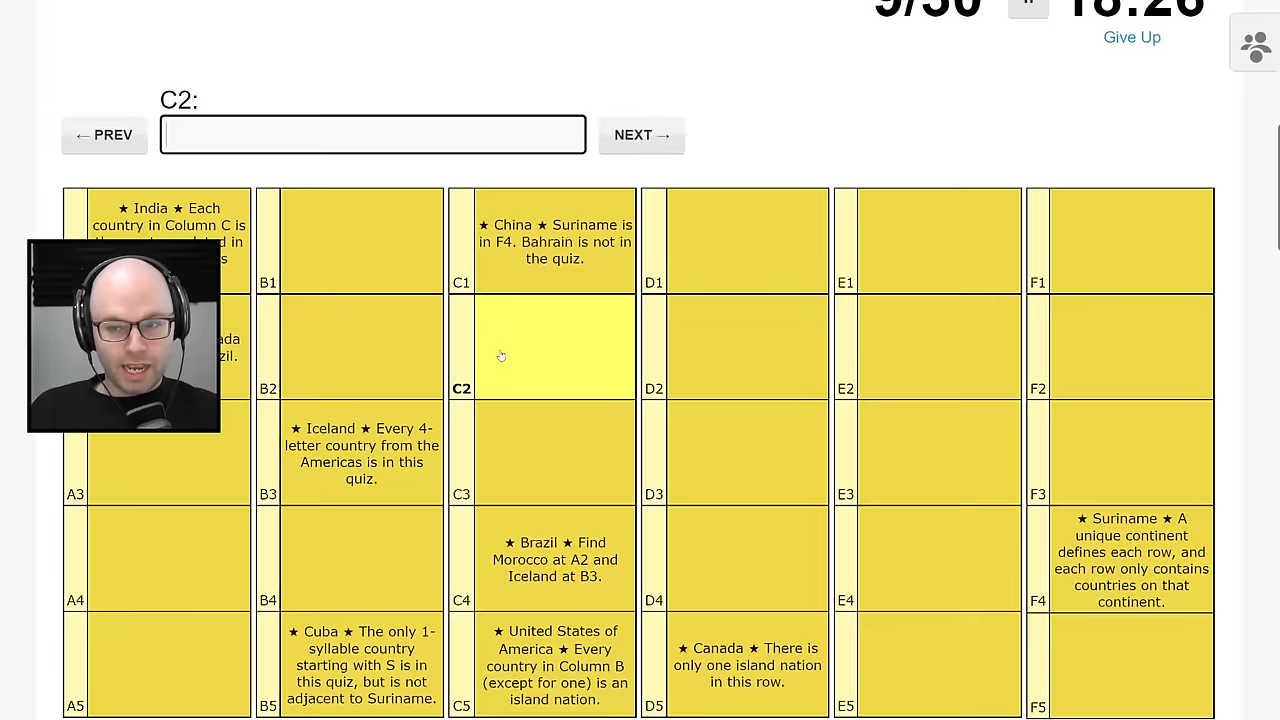 9/30
18:26
Give Up
C2:
← PREV
NEXT →
★ India ★ Each
country in Column C is
in
s
A3
A4
A5
ada
zil.
B1
B2
★ Iceland ★ Every 4-
letter country from the
Americas is in this
quiz.
B3
B4
★ Cuba ★ The only 1-
syllable country
starting with S is in
this quiz, but is not
adjacent to Suriname.
B5
★ China ★ Suriname is
in F4. Bahrain is not in
the quiz.
C1
C2
C3
★ Brazil ★ Find
Morocco at A2 and
Iceland at B3.
C4
★ United States of
America ★ Every
country in Column B
(except for one) is an
island nation.
C5
D1
D2
D3
D4
★ Canada ★ There is
only one island nation
in this row.
D5
E1
E2
E3
E4
E5
F1
F2
F3
★ Suriname ★ A
unique continent
defines each row, and
each row only contains
countries on that
continent.
F4
F5